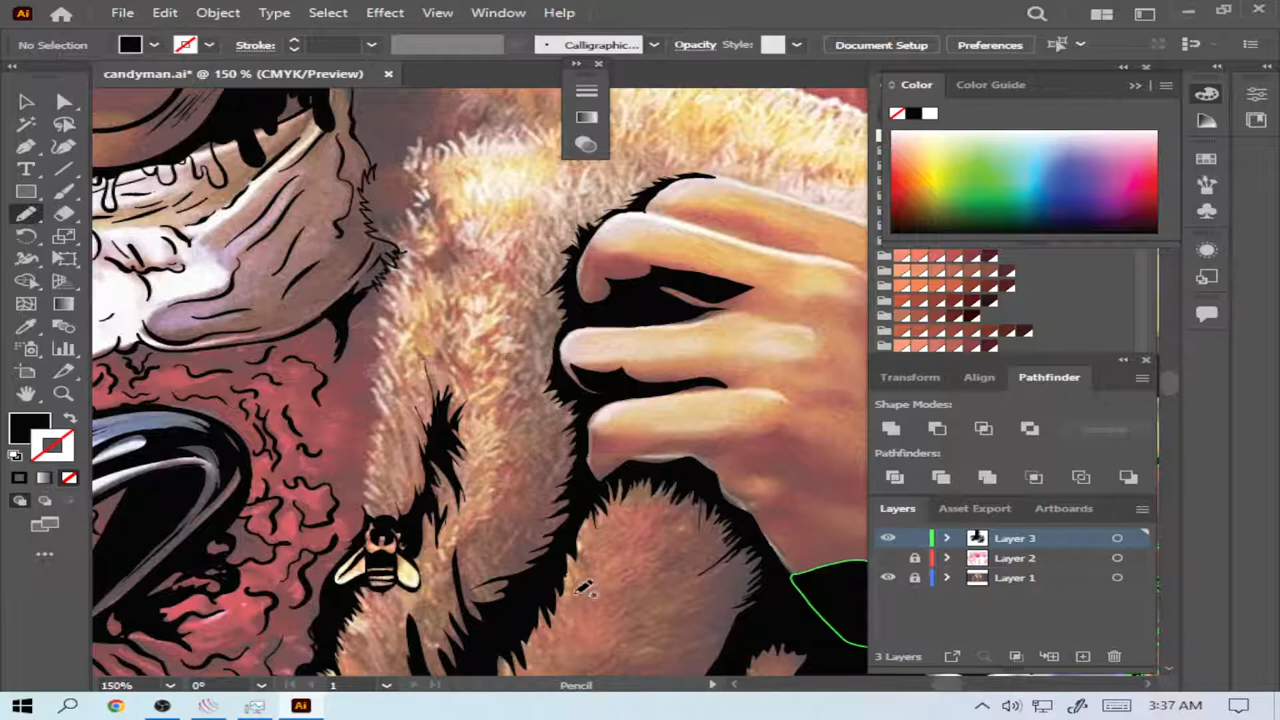 Ai File Edit Object Type Select Effect View Window Help
No Selection Stroke: Calligraphic... Opacity Style: Document Setup Preferences
candyman.ai* @ 150 % (CMYK/Preview)
Color Color Guide
Transform Align Pathfinder
Shape Modes:
Pathfinders:
Layers Asset Export Artboards
Layer 3
Layer 2
Layer 1
3 Layers
150% 0° 1 Pencil
Ai 3:37 AM